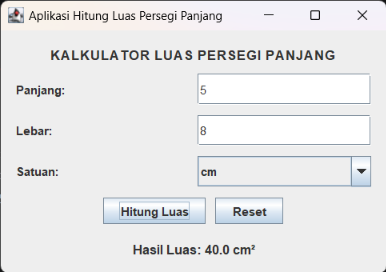 Aplikasi Hitung Luas Persegi Panjang
KALKULATOR LUAS PERSEGI PANJANG
Panjang: 5
Lebar: 8
Satuan: cm
Hitung Luas Reset
Hasil Luas: 40.0 cm²